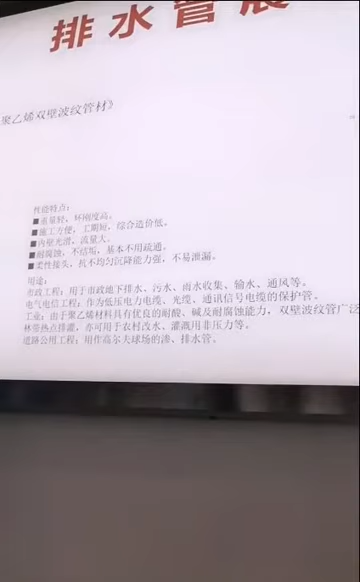 排水管展
聚乙烯双壁波纹管材》
性能特点：
■重量轻，环刚度高。
■施工方便，工期短，综合造价低。
■内壁光滑，流量大。
■耐腐蚀，不结垢，基本不用疏通。
■柔性接头，抗不均匀沉降能力强，不易泄漏。
用途：
市政工程：用于市政地下排水、污水、雨水收集、输水、通风等。
电气电信工程：作为低压电力电缆、光缆、通讯信号电缆的保护管。
工业：由于聚乙烯材料具有优良的耐酸、碱及耐腐蚀能力，双壁波纹管广泛
林带热点排灌，亦可用于农村改水、灌溉用非压力等。
道路公用工程：用作高尔夫球场的渗、排水管。